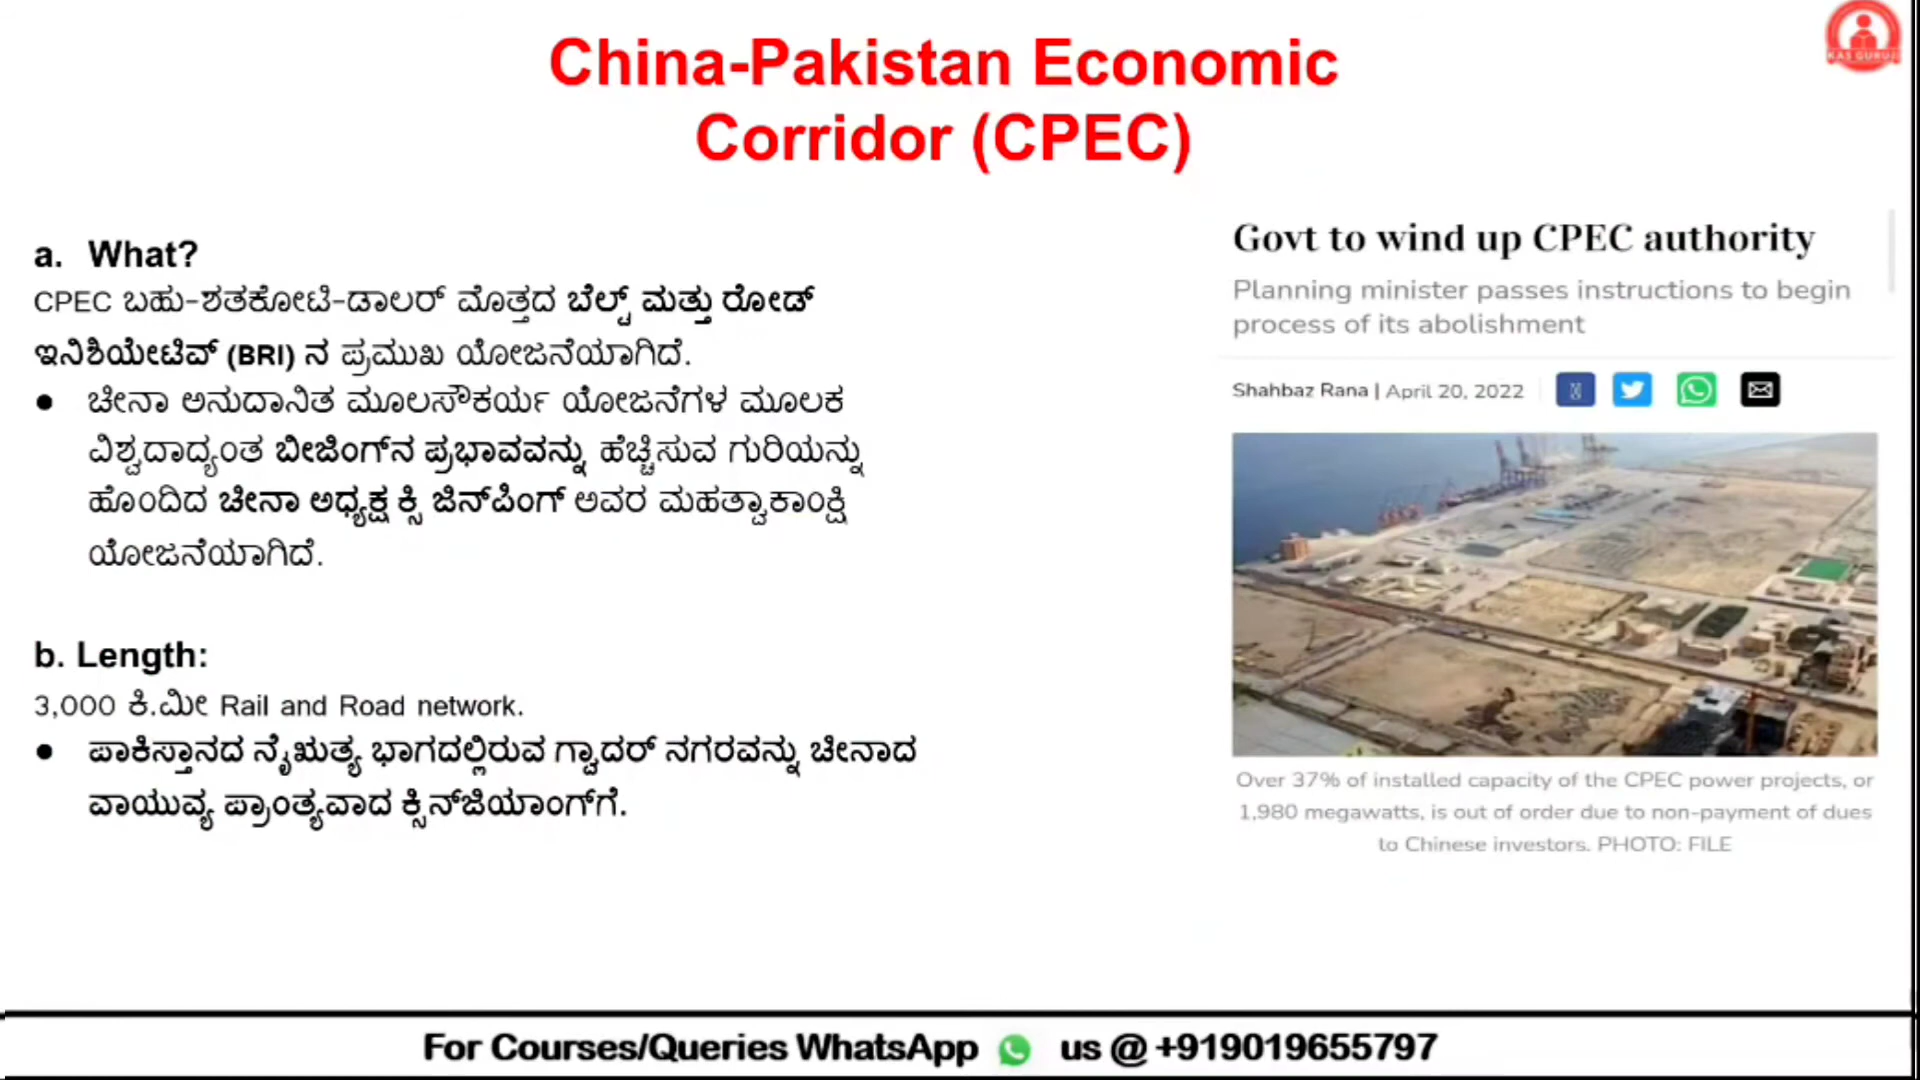 China-Pakistan Economic
Corridor (CPEC)
KAS GURUJI
a. What?
CPEC ಬಹು-ಶತಕೋಟಿ-ಡಾಲರ್ ಮೊತ್ತದ ಬೆಲ್ಟ್ ಮತ್ತು ರೋಡ್
ಇನಿಶಿಯೇಟಿವ್ (BRI) ನ ಪ್ರಮುಖ ಯೋಜನೆಯಾಗಿದೆ.
● ಚೀನಾ ಅನುದಾನಿತ ಮೂಲಸೌಕರ್ಯ ಯೋಜನೆಗಳ ಮೂಲಕ
ವಿಶ್ವದಾದ್ಯಂತ ಬೀಜಿಂಗ್‌ನ ಪ್ರಭಾವವನ್ನು ಹೆಚ್ಚಿಸುವ ಗುರಿಯನ್ನು
ಹೊಂದಿದ ಚೀನಾ ಅಧ್ಯಕ್ಷ ಕ್ಸಿ ಜಿನ್‌ಪಿಂಗ್ ಅವರ ಮಹತ್ವಾಕಾಂಕ್ಷಿ
ಯೋಜನೆಯಾಗಿದೆ.
b. Length:
3,000 ಕಿ.ಮೀ Rail and Road network.
● ಪಾಕಿಸ್ತಾನದ ನೈಋತ್ಯ ಭಾಗದಲ್ಲಿರುವ ಗ್ವಾದರ್ ನಗರವನ್ನು ಚೀನಾದ
ವಾಯುವ್ಯ ಪ್ರಾಂತ್ಯವಾದ ಕ್ಸಿನ್‌ಜಿಯಾಂಗ್‌ಗೆ.
Govt to wind up CPEC authority
Planning minister passes instructions to begin
process of its abolishment
Shahbaz Rana | April 20, 2022
Over 37% of installed capacity of the CPEC power projects, or
1,980 megawatts, is out of order due to non-payment of dues
to Chinese investors. PHOTO: FILE
For Courses/Queries WhatsApp us @ +919019655797